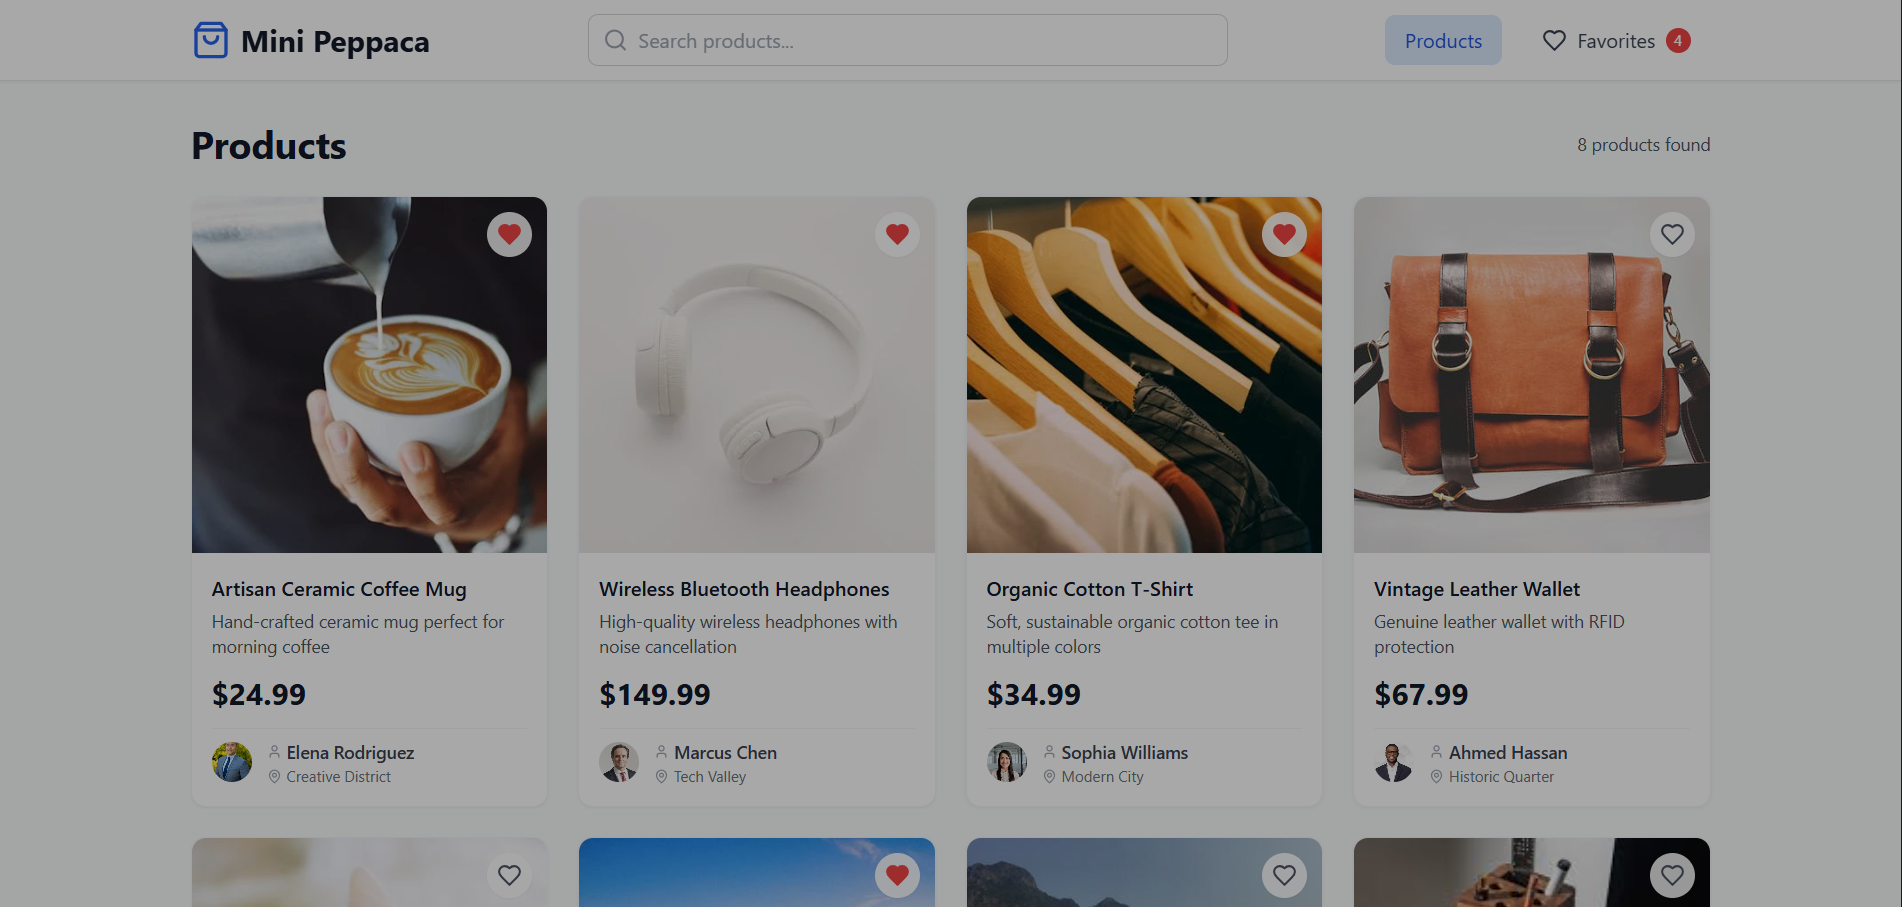 Mini Peppaca
Search products...
Products
Favorites
4
Products
8 products found
Artisan Ceramic Coffee Mug
Hand-crafted ceramic mug perfect for
morning coffee
$24.99
Elena Rodriguez
Creative District
Wireless Bluetooth Headphones
High-quality wireless headphones with
noise cancellation
$149.99
Marcus Chen
Tech Valley
Organic Cotton T-Shirt
Soft, sustainable organic cotton tee in
multiple colors
$34.99
Sophia Williams
Modern City
Vintage Leather Wallet
Genuine leather wallet with RFID
protection
$67.99
Ahmed Hassan
Historic Quarter